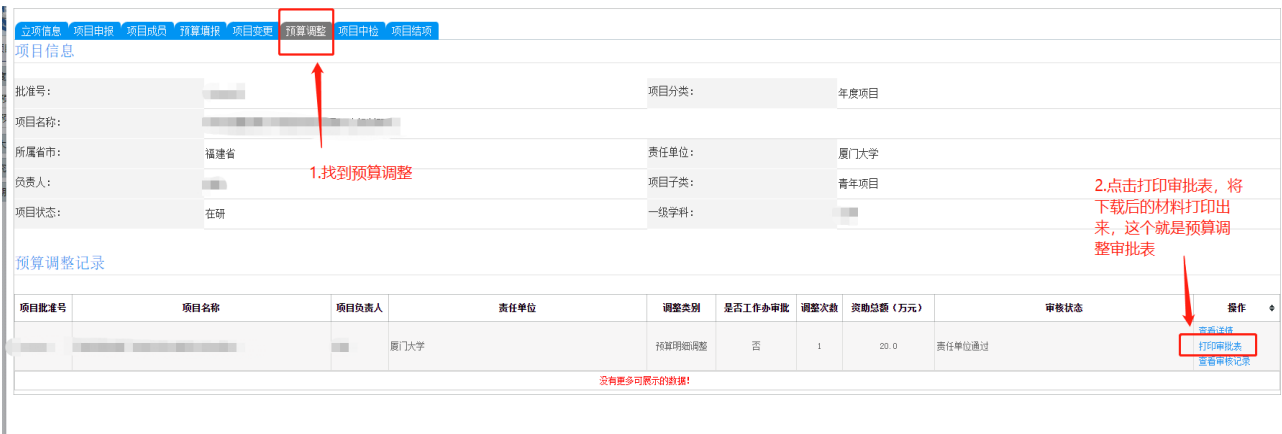 立项信息 项目申报 项目成员 预算填报 项目变更 预算调整 项目中检 项目结项
项目信息
批准号：
项目分类： 年度项目
项目名称：
所属省市： 福建省
责任单位： 厦门大学
1.找到预算调整
负责人：
项目子类： 青年项目
项目状态： 在研
一级学科：
2.点击打印审批表，将
下载后的材料打印出
来，这个就是预算调
整审批表
预算调整记录
项目批准号 项目名称 项目负责人 责任单位 调整类别 是否工作办审批 调整次数 资助总额（万元） 审核状态 操作
查看详情
厦门大学 预算明细调整 否 1 20.0 责任单位通过 打印审批表
查看审核记录
没有更多可展示的数据!